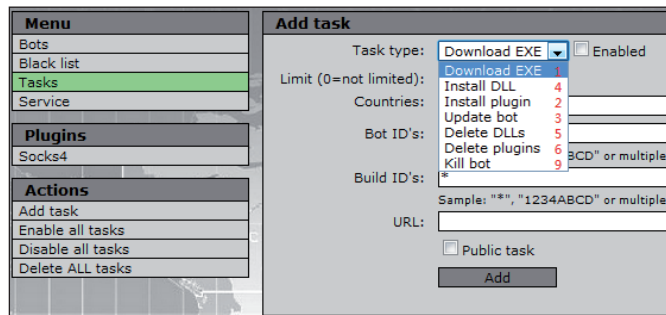 Menu
Bots
Black list
Tasks
Service
Plugins
Socks4
Actions
Add task
Enable all tasks
Disable all tasks
Delete ALL tasks
Add task
Task type: Download EXE Enabled
Download EXE 1
Limit (0=not limited): Install DLL 4
Countries: Install plugin 2
Update bot 3
Bot ID's: Delete DLLs 5
Delete plugins 6 BCD" or multiple
Kill bot 9
Build ID's: *
Sample: "*", "1234ABCD" or multiple
URL:
Public task
Add